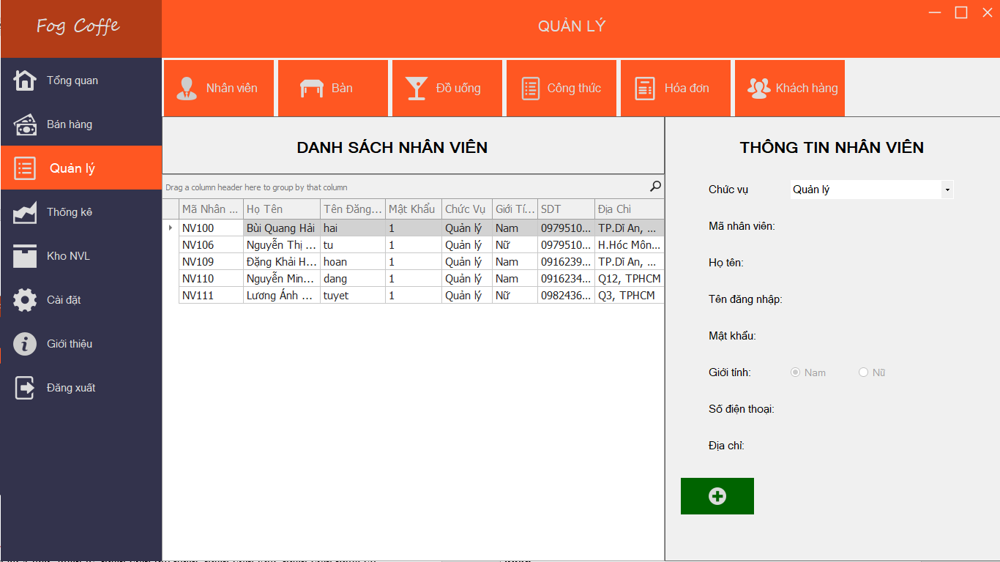 Fog Coffe
QUẢN LÝ
Tổng quan
Bán hàng
Quản lý
Thống kê
Kho NVL
Cài đặt
Giới thiệu
Đăng xuất
Nhân viên
Bàn
Đồ uống
Công thức
Hóa đơn
Khách hàng
DANH SÁCH NHÂN VIÊN
Drag a column header here to group by that column
Mã Nhân ... Họ Tên Tên Đăng... Mật Khẩu Chức Vụ Giới Tí... SDT Địa Chỉ
NV100 Bùi Quang Hải hai 1 Quản lý Nam 0979510... TP.Dĩ An, ...
NV106 Nguyễn Thị ... tu 1 Quản lý Nữ 0979510... H.Hóc Môn...
NV109 Đặng Khải H... hoan 1 Quản lý Nam 0916239... TP.Dĩ An, ...
NV110 Nguyễn Min... dang 1 Quản lý Nam 0916234... Q12, TPHCM
NV111 Lương Ánh ... tuyet 1 Quản lý Nữ 0982436... Q3, TPHCM
THÔNG TIN NHÂN VIÊN
Chức vụ Quản lý
Mã nhân viên:
Họ tên:
Tên đăng nhập:
Mật khẩu:
Giới tính: Nam Nữ
Số điện thoại:
Địa chỉ: